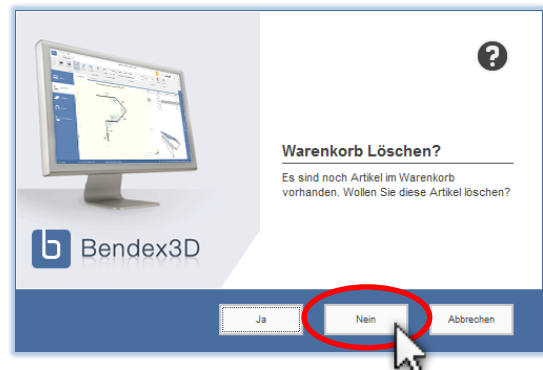 ?
Warenkorb Löschen?
Es sind noch Artikel im Warenkorb
vorhanden. Wollen Sie diese Artikel löschen?
b Bendex3D
Ja
Nein
Abbrechen